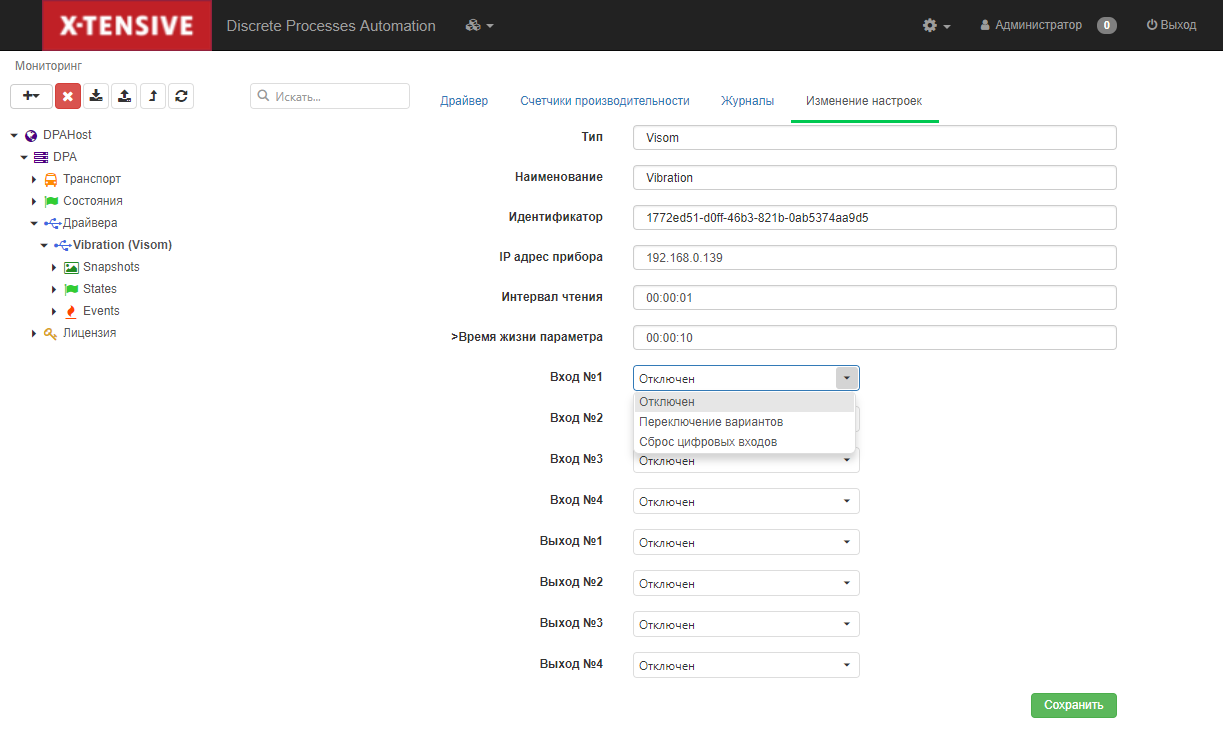 X-TENSIVE
Discrete Processes Automation
Администратор
0
Выход
Мониторинг
Искать...
Драйвер
Счетчики производительности
Журналы
Изменение настроек
DPAHost
DPA
Транспорт
Состояния
Драйвера
Vibration (Visom)
Snapshots
States
Events
Лицензия
Тип
Visom
Наименование
Vibration
Идентификатор
1772ed51-d0ff-46b3-821b-0ab5374aa9d5
IP адрес прибора
192.168.0.139
Интервал чтения
00:00:01
>Время жизни параметра
00:00:10
Вход №1
Отключен
Отключен
Переключение вариантов
Сброс цифровых входов
Вход №2
Вход №3
Отключен
Вход №4
Отключен
Выход №1
Отключен
Выход №2
Отключен
Выход №3
Отключен
Выход №4
Отключен
Сохранить